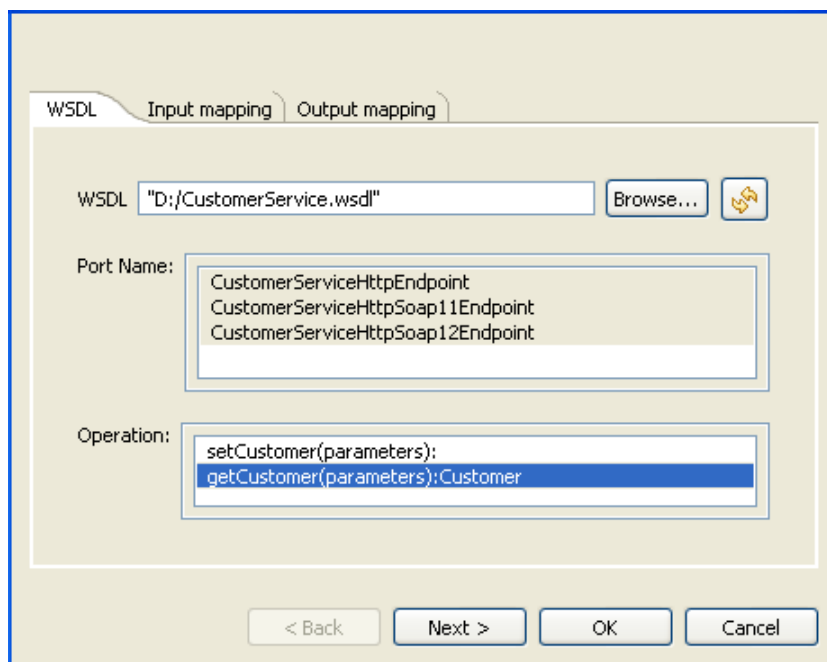 WSDL Input mapping Output mapping
WSDL "D:/CustomerService.wsdl" Browse...
Port Name:
CustomerServiceHttpEndpoint
CustomerServiceHttpSoap11Endpoint
CustomerServiceHttpSoap12Endpoint
Operation:
setCustomer(parameters):
getCustomer(parameters):Customer
< Back Next > OK Cancel